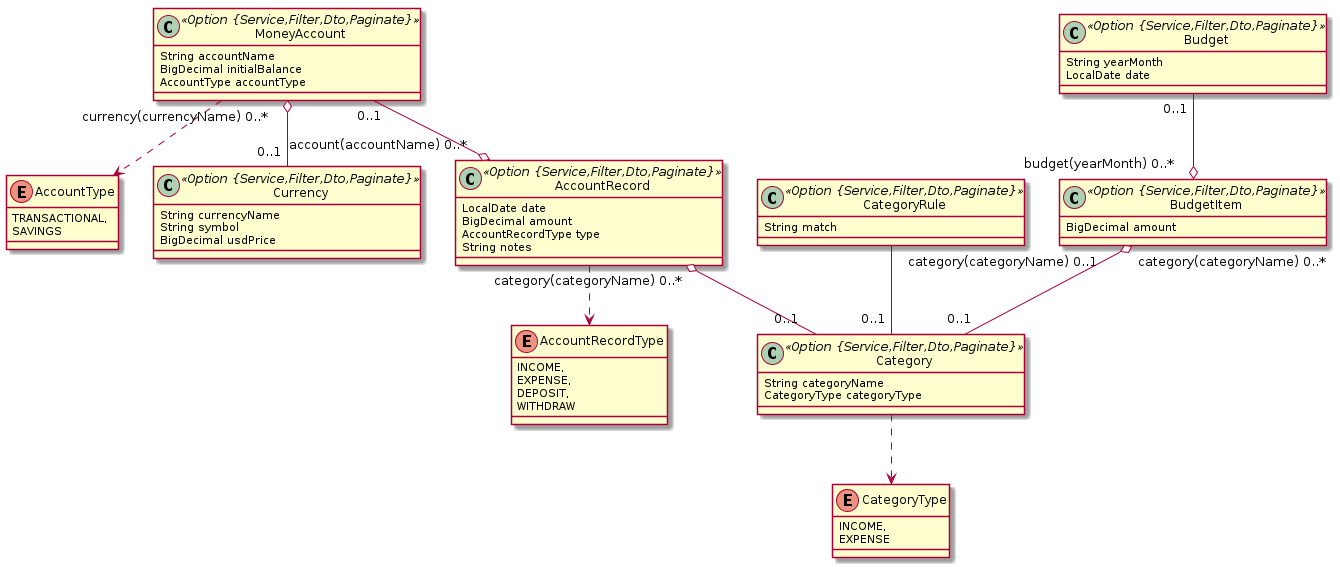 C «Option {Service,Filter,Dto,Paginate}»
MoneyAccount
String accountName
BigDecimal initialBalance
AccountType accountType
C «Option {Service,Filter,Dto,Paginate}»
Budget
String yearMonth
LocalDate date
currency(currencyName) 0..*
0..1
0..1
0..1
account(accountName) 0..*
budget(yearMonth) 0..*
E AccountType
TRANSACTIONAL,
SAVINGS
C «Option {Service,Filter,Dto,Paginate}»
Currency
String currencyName
String symbol
BigDecimal usdPrice
C «Option {Service,Filter,Dto,Paginate}»
AccountRecord
LocalDate date
BigDecimal amount
AccountRecordType type
String notes
C «Option {Service,Filter,Dto,Paginate}»
CategoryRule
String match
C «Option {Service,Filter,Dto,Paginate}»
BudgetItem
BigDecimal amount
category(categoryName) 0..*
category(categoryName) 0..1
category(categoryName) 0..*
0..1
0..1
0..1
E AccountRecordType
INCOME,
EXPENSE,
DEPOSIT,
WITHDRAW
C «Option {Service,Filter,Dto,Paginate}»
Category
String categoryName
CategoryType categoryType
E CategoryType
INCOME,
EXPENSE